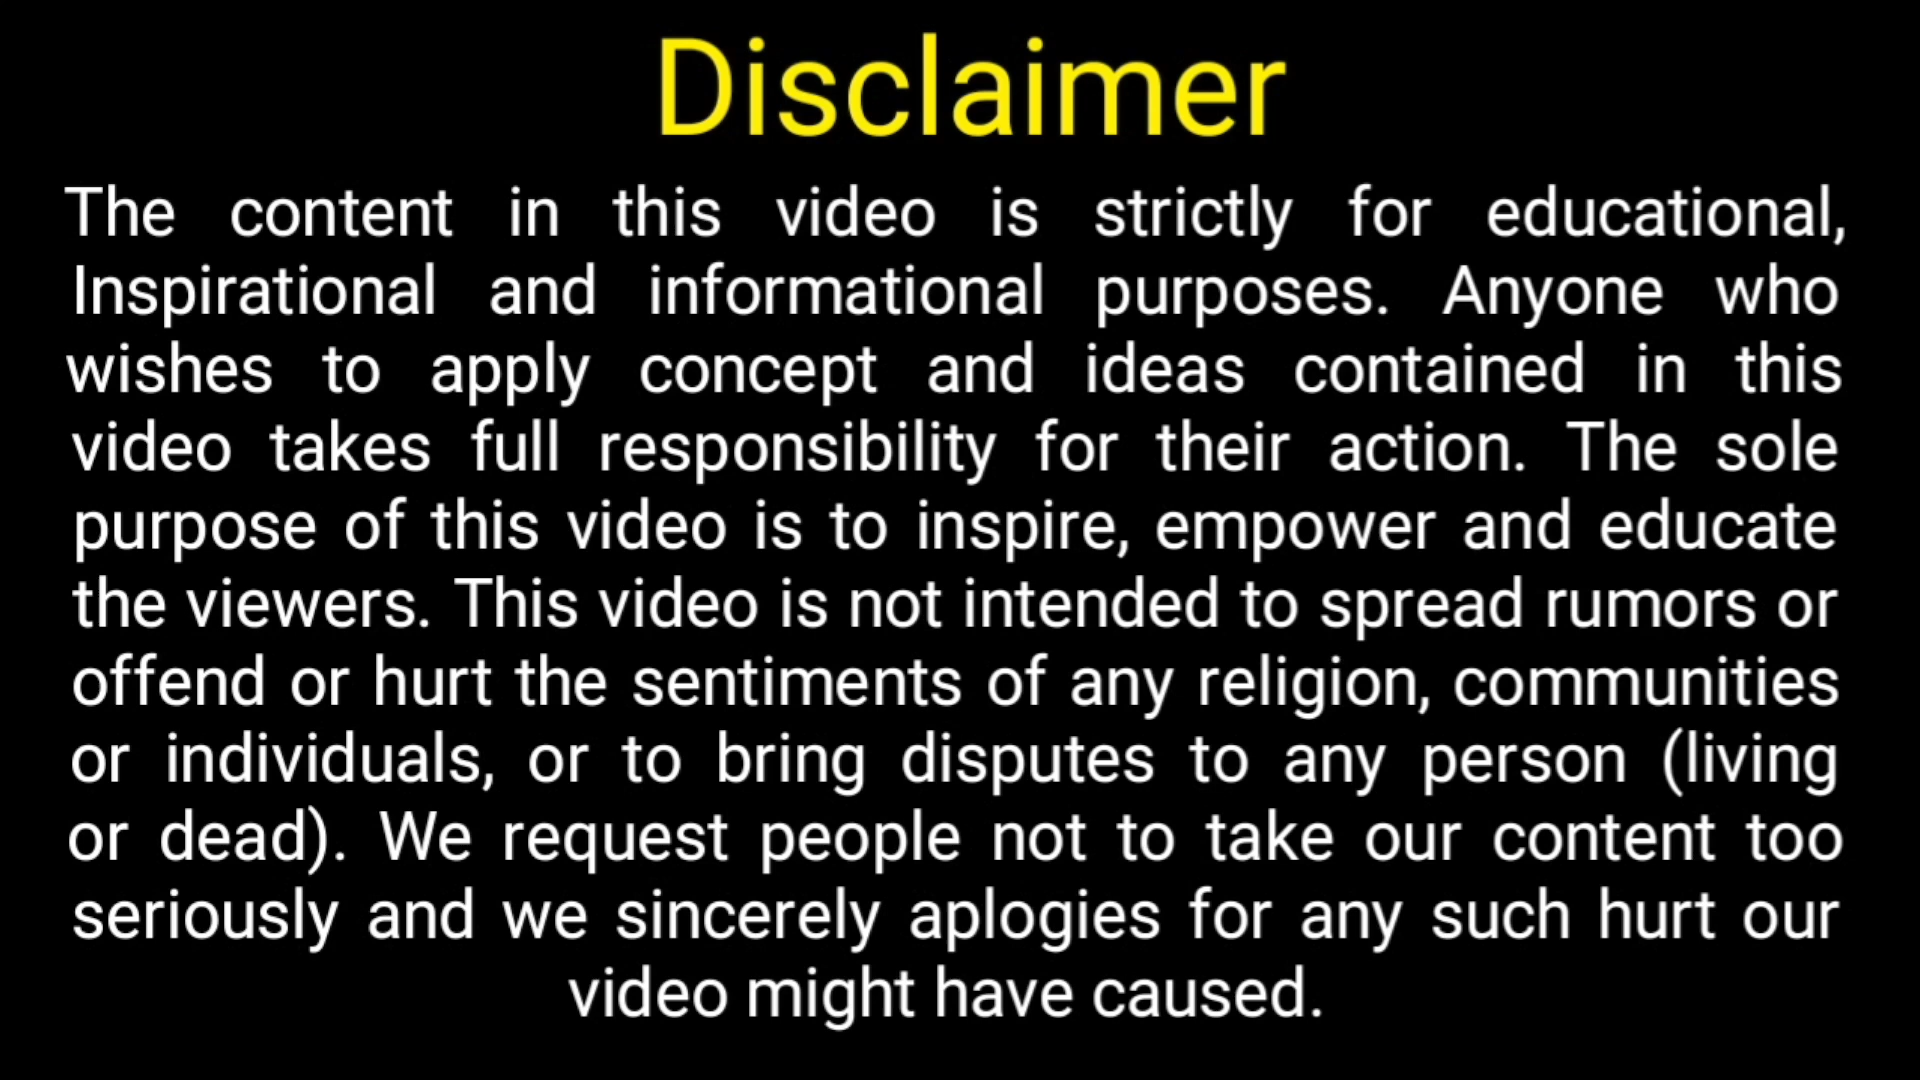 Disclaimer
The content in this video is strictly for educational,
Inspirational and informational purposes. Anyone who
wishes to apply concept and ideas contained in this
video takes full responsibility for their action. The sole
purpose of this video is to inspire, empower and educate
the viewers. This video is not intended to spread rumors or
offend or hurt the sentiments of any religion, communities
or individuals, or to bring disputes to any person (living
or dead). We request people not to take our content too
seriously and we sincerely aplogies for any such hurt our
video might have caused.